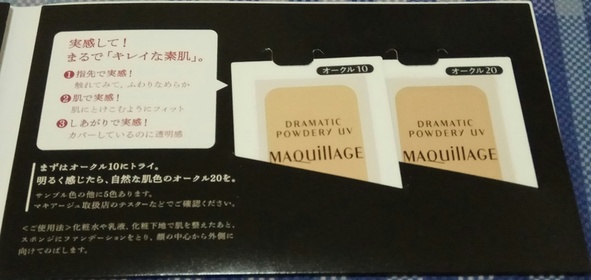 実感して!
まるで「キレイな素肌」。
❶指先で実感!
触れてみて、ふわりなめらか
❷肌で実感!
肌にとけこむようにフィット
❸しあがりで実感!
カバーしているのに透明感
まずはオークル10にトライ。
明るく感じたら、自然な肌色のオークル20を。
サンプル色の他に5色あります。
マキアージュ取扱店のテスターなどでご確認ください。
<ご使用法>化粧水や乳液、化粧下地で肌を整えたあと、
スポンジにファンデーションをとり、顔の中心から外側に
向けてのばします。
オークル10
DRAMATIC
POWDERY UV
MAQuillAGE
オークル20
DRAMATIC
POWDERY UV
MAQuillAGE